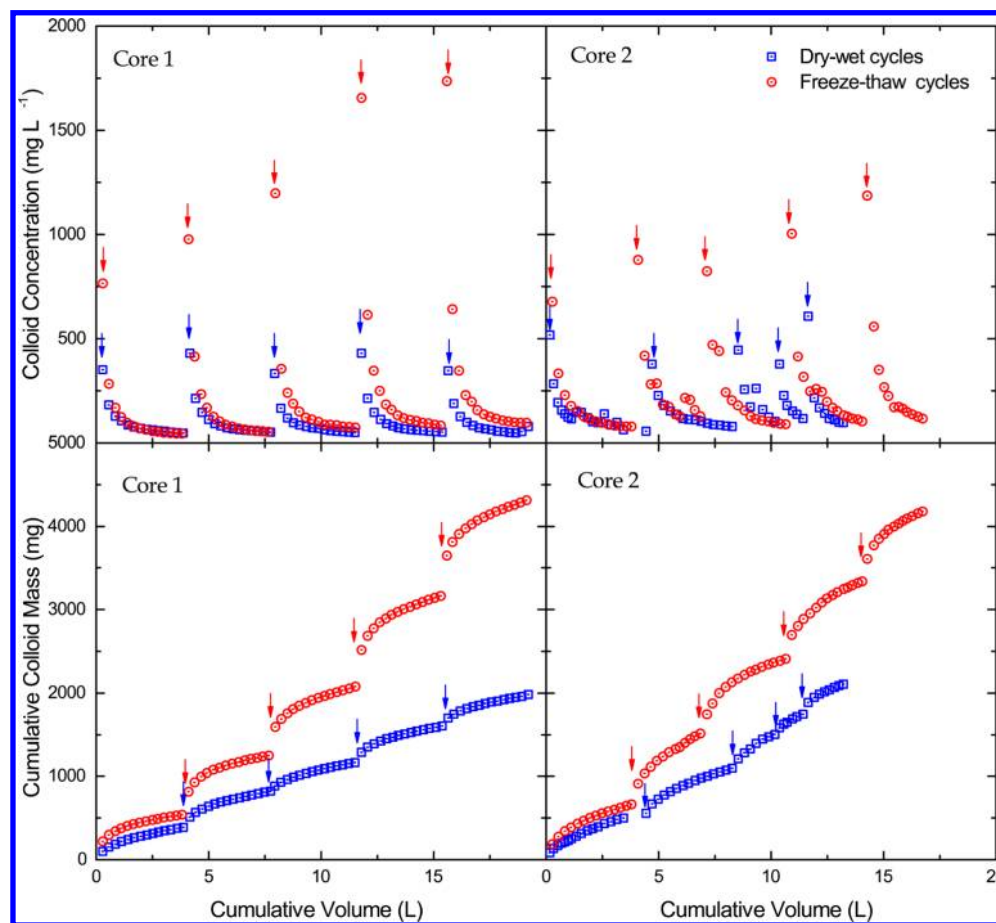 Core 1
Core 2
Dry-wet cycles
Freeze-thaw cycles
Colloid Concentration (mg L⁻¹)
2000
1500
1000
500
5000
Core 1
Core 2
Cumulative Colloid Mass (mg)
4000
3000
2000
1000
0
0 5 10 15 0 5 10 15 2
Cumulative Volume (L)
Cumulative Volume (L)